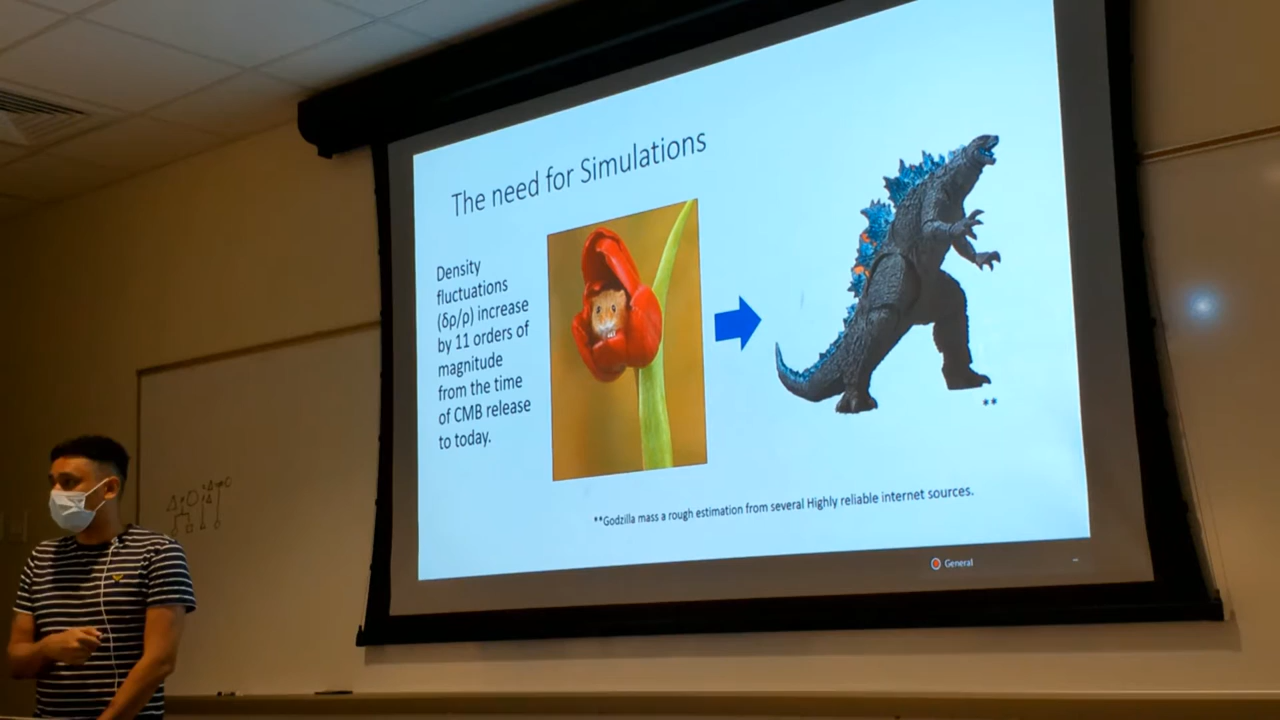 The need for Simulations
Density
fluctuations
(δρ/ρ) increase
by 11 orders of
magnitude
from the time
of CMB release
to today.
**
**Godzilla mass a rough estimation from several Highly reliable internet sources.
General